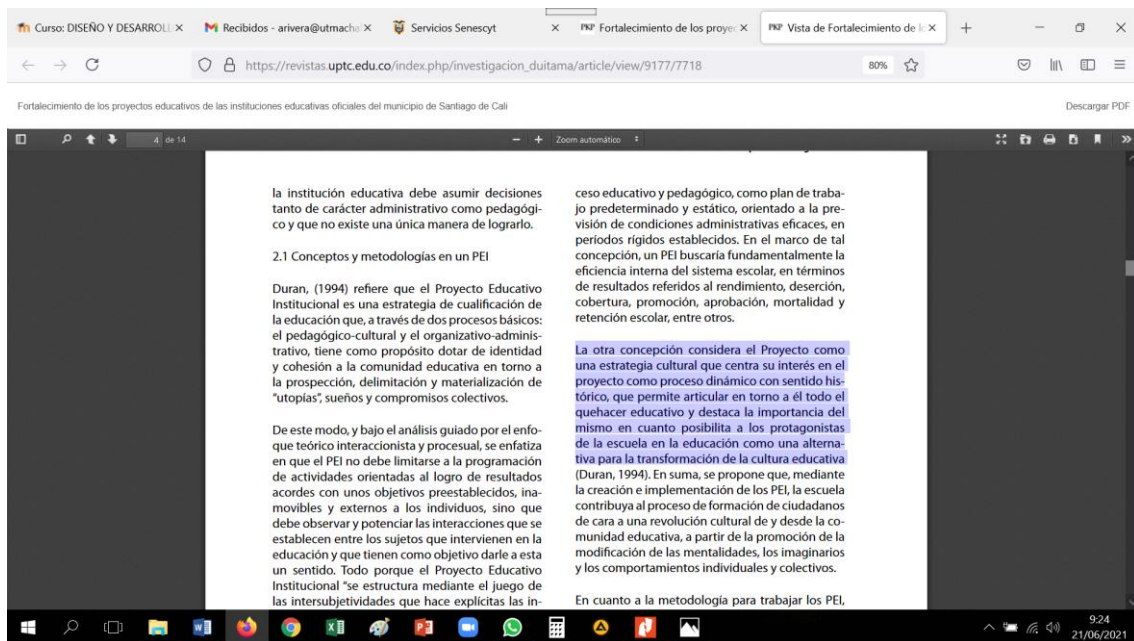 Curso: DISEÑO Y DESARROLL
Recibidos - arivera@utmacha
Servicios Senescyt
Fortalecimiento de los proyec
Vista de Fortalecimiento de lo
https://revistas.uptc.edu.co/index.php/investigacion_duitama/article/view/9177/7718
80%
Fortalecimiento de los proyectos educativos de las instituciones educativas oficiales del municipio de Santiago de Cali
Descargar PDF
4 de 14
Zoom automático
la institución educativa debe asumir decisiones
tanto de carácter administrativo como pedagógi-
co y que no existe una única manera de lograrlo.
2.1 Conceptos y metodologías en un PEI
Duran, (1994) refiere que el Proyecto Educativo
Institucional es una estrategia de cualificación de
la educación que, a través de dos procesos básicos:
el pedagógico-cultural y el organizativo-adminis-
trativo, tiene como propósito dotar de identidad
y cohesión a la comunidad educativa en torno a
la prospección, delimitación y materialización de
"utopías", sueños y compromisos colectivos.
De este modo, y bajo el análisis guiado por el enfo-
que teórico interaccionista y procesual, se enfatiza
en que el PEI no debe limitarse a la programación
de actividades orientadas al logro de resultados
acordes con unos objetivos preestablecidos, ina-
movibles y externos a los individuos, sino que
debe observar y potenciar las interacciones que se
establecen entre los sujetos que intervienen en la
educación y que tienen como objetivo darle a esta
un sentido. Todo porque el Proyecto Educativo
Institucional "se estructura mediante el juego de
las intersubjetividades que hace explícitas las in-
ceso educativo y pedagógico, como plan de traba-
jo predeterminado y estático, orientado a la pre-
visión de condiciones administrativas eficaces, en
períodos rígidos establecidos. En el marco de tal
concepción, un PEI buscaría fundamentalmente la
eficiencia interna del sistema escolar, en términos
de resultados referidos al rendimiento, deserción,
cobertura, promoción, aprobación, mortalidad y
retención escolar, entre otros.
La otra concepción considera el Proyecto como
una estrategia cultural que centra su interés en el
proyecto como proceso dinámico con sentido his-
tórico, que permite articular en torno a él todo el
quehacer educativo y destaca la importancia del
mismo en cuanto posibilita a los protagonistas
de la escuela en la educación como una alterna-
tiva para la transformación de la cultura educativa
(Duran, 1994). En suma, se propone que, mediante
la creación e implementación de los PEI, la escuela
contribuya al proceso de formación de ciudadanos
de cara a una revolución cultural de y desde la co-
munidad educativa, a partir de la promoción de la
modificación de las mentalidades, los imaginarios
y los comportamientos individuales y colectivos.
En cuanto a la metodología para trabajar los PEI,
9:24
21/06/2021